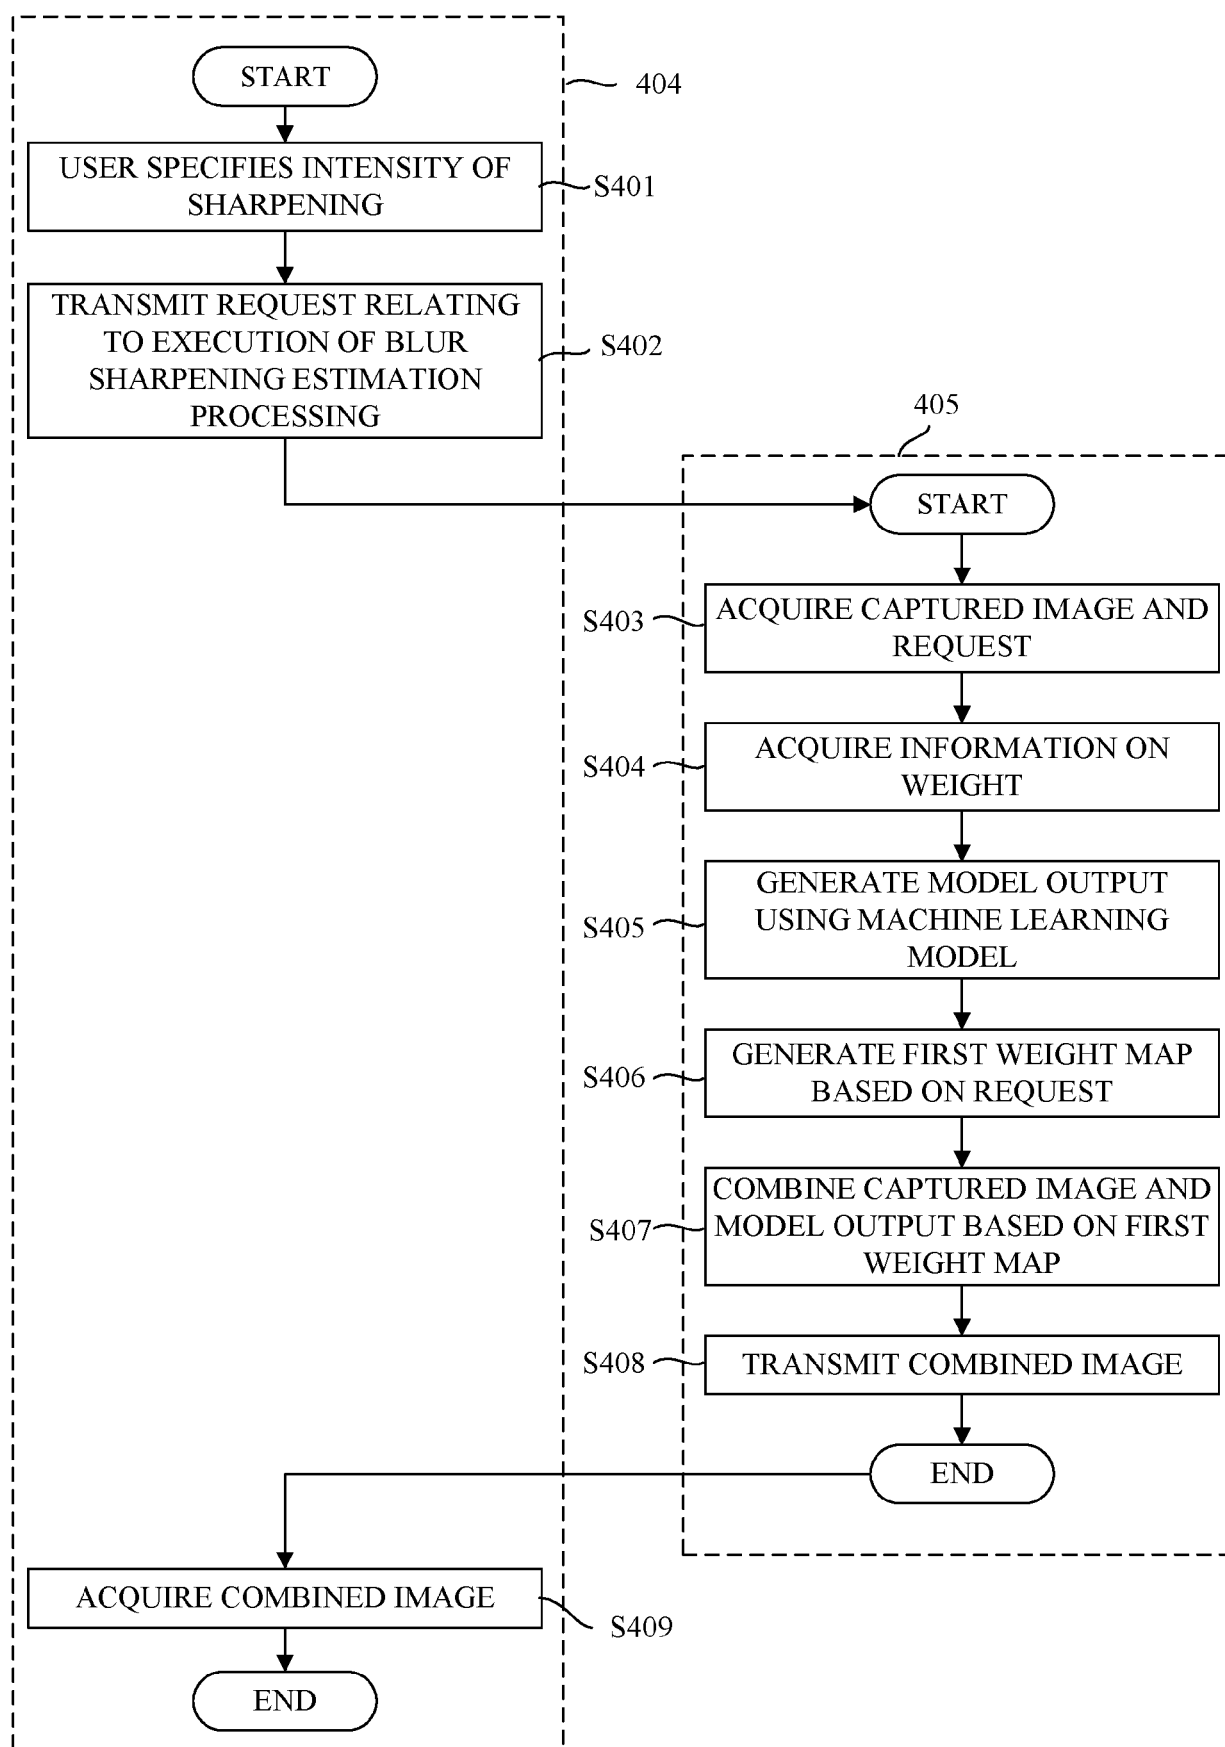 START
404
USER SPECIFIES INTENSITY OF
SHARPENING
S401
TRANSMIT REQUEST RELATING
TO EXECUTION OF BLUR
SHARPENING ESTIMATION
PROCESSING
S402
405
START
ACQUIRE CAPTURED IMAGE AND
REQUEST
S403
ACQUIRE INFORMATION ON
WEIGHT
S404
GENERATE MODEL OUTPUT
USING MACHINE LEARNING
MODEL
S405
GENERATE FIRST WEIGHT MAP
BASED ON REQUEST
S406
COMBINE CAPTURED IMAGE AND
MODEL OUTPUT BASED ON FIRST
WEIGHT MAP
S407
TRANSMIT COMBINED IMAGE
S408
END
ACQUIRE COMBINED IMAGE
S409
END